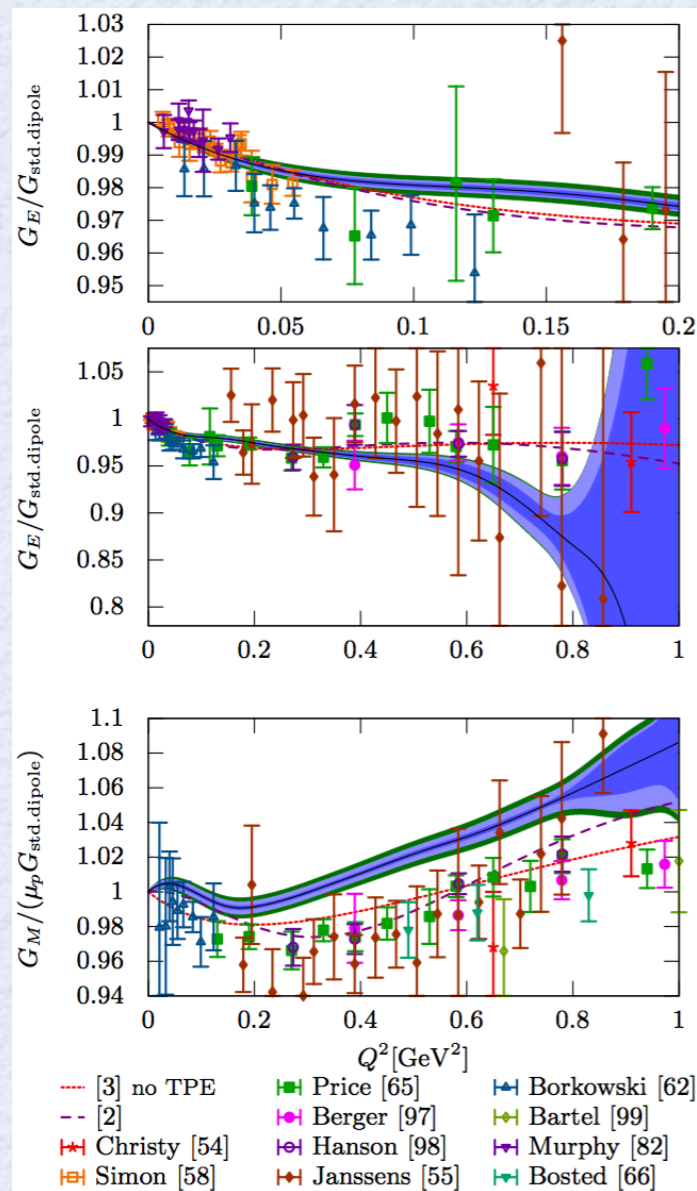 1.03
1.02
1.01
1
0.99
0.98
0.97
0.96
0.95
G_E/G_std.dipole
0 0.05 0.1 0.15 0.2
1.05
1
0.95
0.9
0.85
0.8
G_E/G_std.dipole
0 0.2 0.4 0.6 0.8 1
1.1
1.08
1.06
1.04
1.02
1
0.98
0.96
0.94
G_M/(μ_pG_std.dipole)
0 0.2 0.4 0.6 0.8 1
Q²[GeV²]
[3] no TPE
Price [65]
Borkowski [62]
[2]
Berger [97]
Bartel [99]
Christy [54]
Hanson [98]
Murphy [82]
Simon [58]
Janssens [55]
Bosted [66]